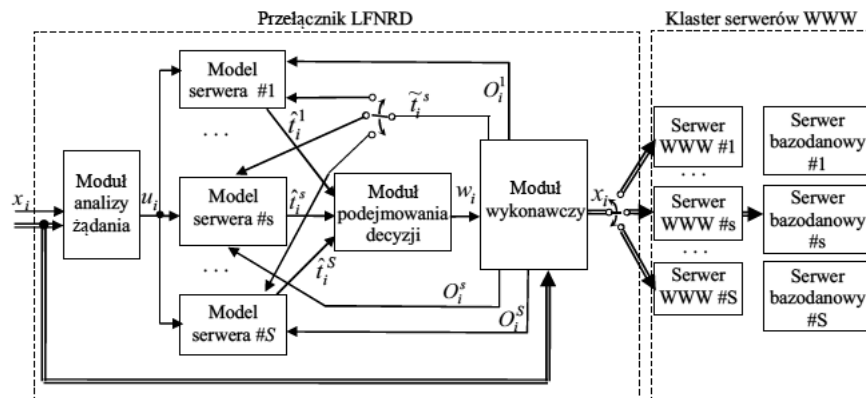 Przełącznik LFNRD
Klaster serwerów WWW
Model
serwera #1
. . .
Model
serwera #s
. . .
Model
serwera #S
x_i
Moduł
analizy
żądania
u_i
t̂_i^1
t̂_i^s
t̂_i^S
t̃_i^s
O_i^1
O_i^s
O_i^S
Moduł
podejmowania
decyzji
w_i
Moduł
wykonawczy
x_i
Serwer
WWW #1
. . .
Serwer
WWW #s
. . .
Serwer
WWW #S
Serwer
bazodanowy
#1
Serwer
bazodanowy
#s
Serwer
bazodanowy
#S